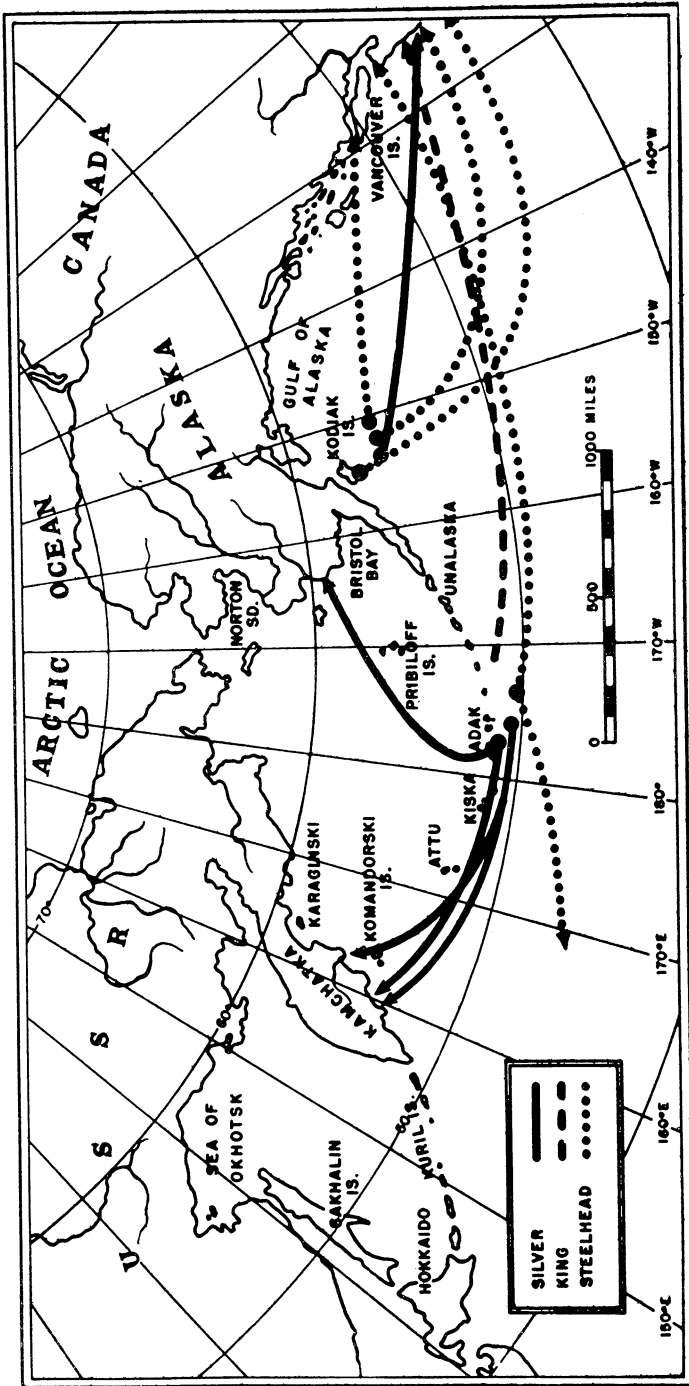 ARCTIC OCEAN
CANADA
ALASKA
U S S R
70
60
NORTON
SD.
GULF OF
ALASKA
KODIAK
IS.
VANCOUVER
IS.
BRISTOL
BAY
PRIBILOFF
IS.
UNALASKA
ADAK
KISKA
ATTU
KARAGINSKI
KOMANDORSKI
IS.
KAMCHATKA
SEA OF
OKHOTSK
SAKHALIN
IS.
KURIL IS.
50
HOKKAIDO
SILVER
KING
STEELHEAD
0 500 1000 MILES
150°E
160°E
170°E
180°
170°W
160°W
150°W
140°W